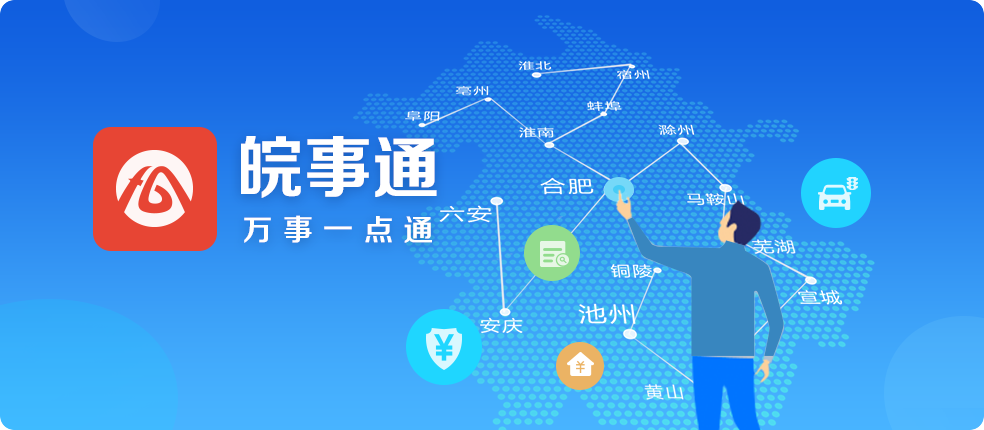 皖事通
万事一点通
淮北
宿州
亳州
阜阳
蚌埠
淮南
滁州
合肥
马鞍山
六安
芜湖
铜陵
宣城
池州
安庆
黄山
¥
¥